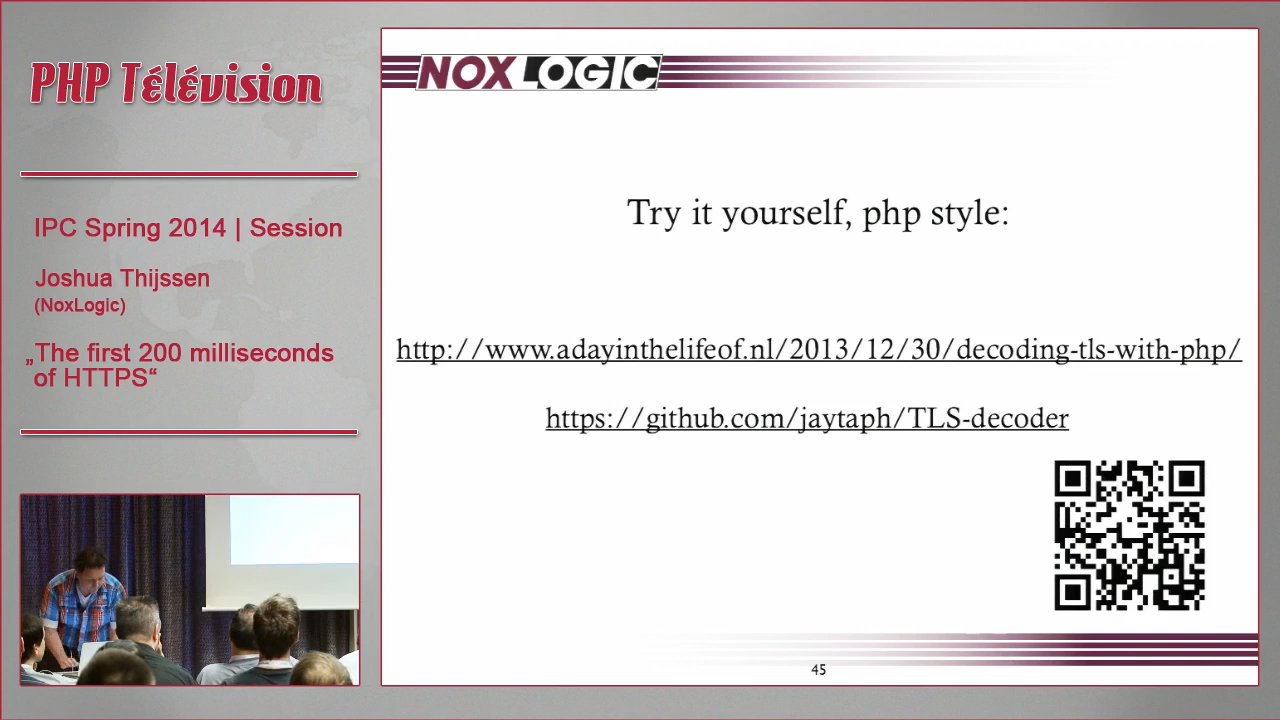 PHP Télévision
IPC Spring 2014 | Session
Joshua Thijssen
(NoxLogic)
„The first 200 milliseconds
of HTTPS“
NOXLOGIC
Try it yourself, php style:
http://www.adayinthelifeof.nl/2013/12/30/decoding-tls-with-php/
https://github.com/jaytaph/TLS-decoder
45